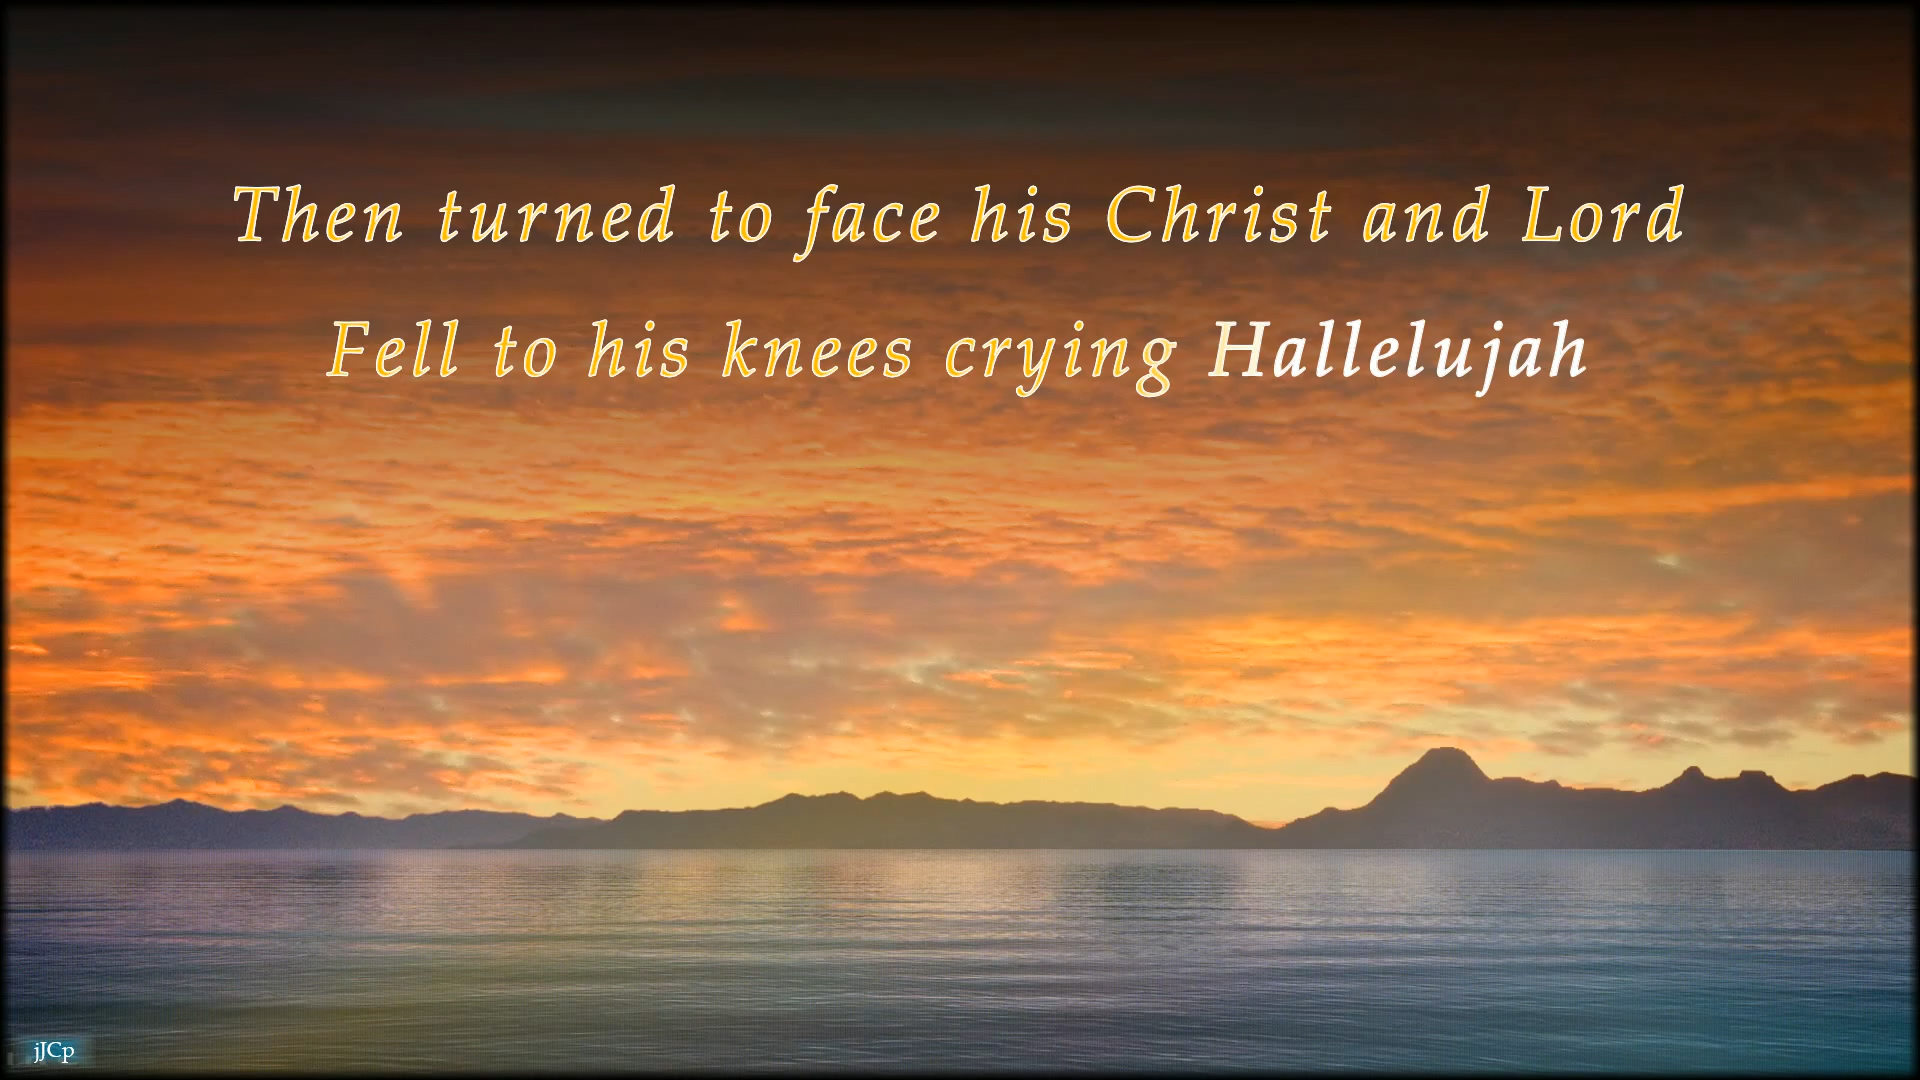 Then turned to face his Christ and Lord
Fell to his knees crying Hallelujah
jJCp